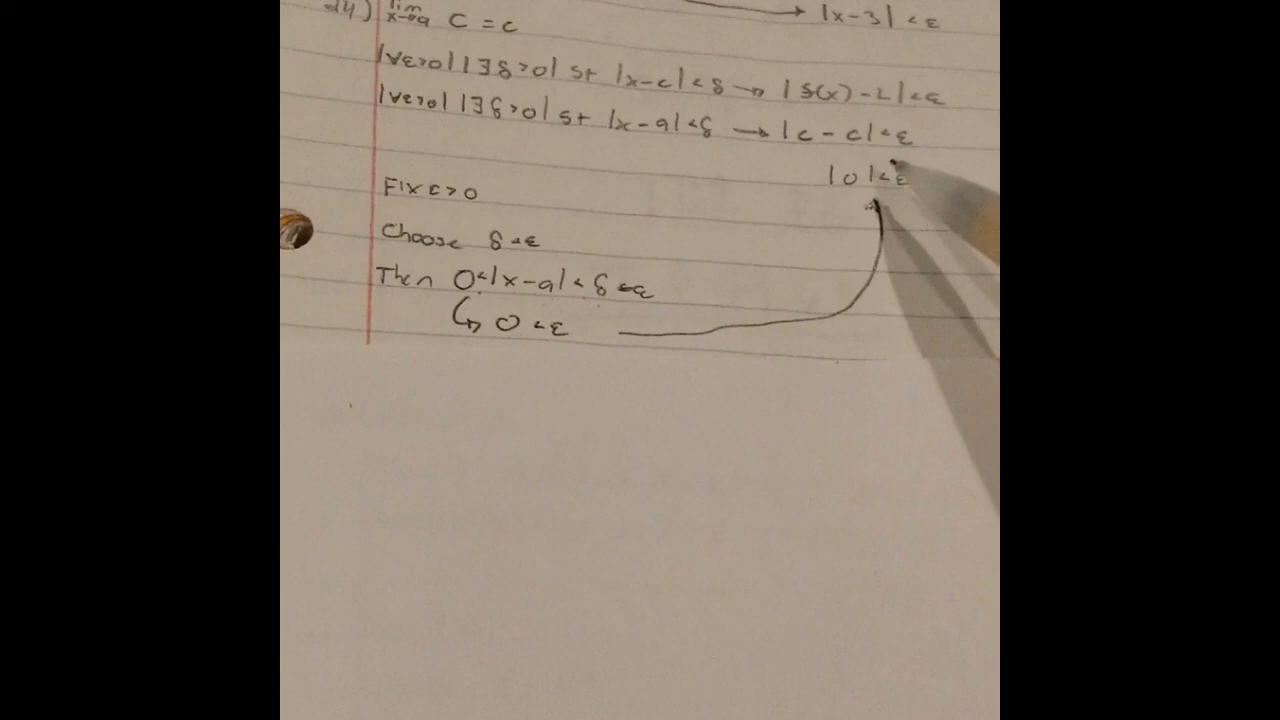 |x-3| < ε
24) lim x→a C = c
|∀ε>0| |∃ δ>0| st |x-c| < δ → | f(x) - L | < ε
|∀ε>0| |∃ δ>0| st |x-a| < δ → | c - c | < ε
| 0 | < ε
Fix ε > 0
Choose δ = ε
Then 0 < |x-a| < δ = ε
↳ 0 < ε